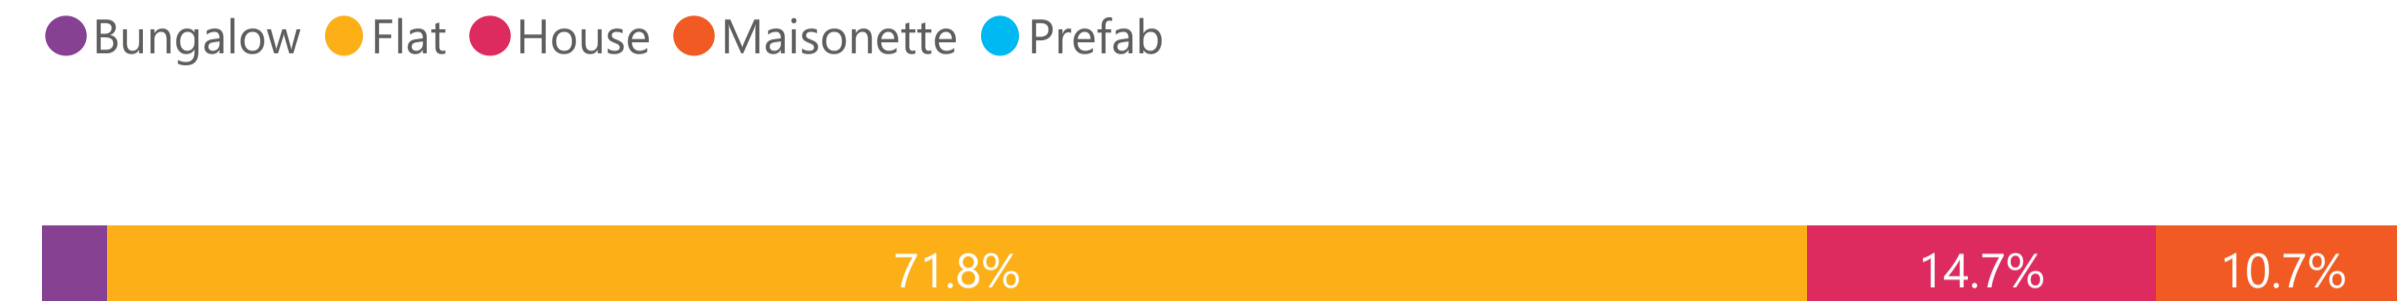 Bungalow Flat House Maisonette Prefab
71.8% 14.7% 10.7%